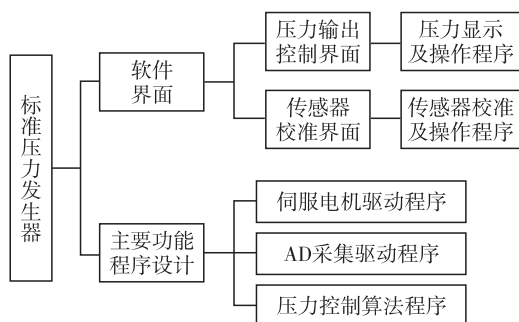 标准压力发生器
软件
界面
压力输出
控制界面
压力显示
及操作程序
传感器
校准界面
传感器校准
及操作程序
主要功能
程序设计
伺服电机驱动程序
AD采集驱动程序
压力控制算法程序